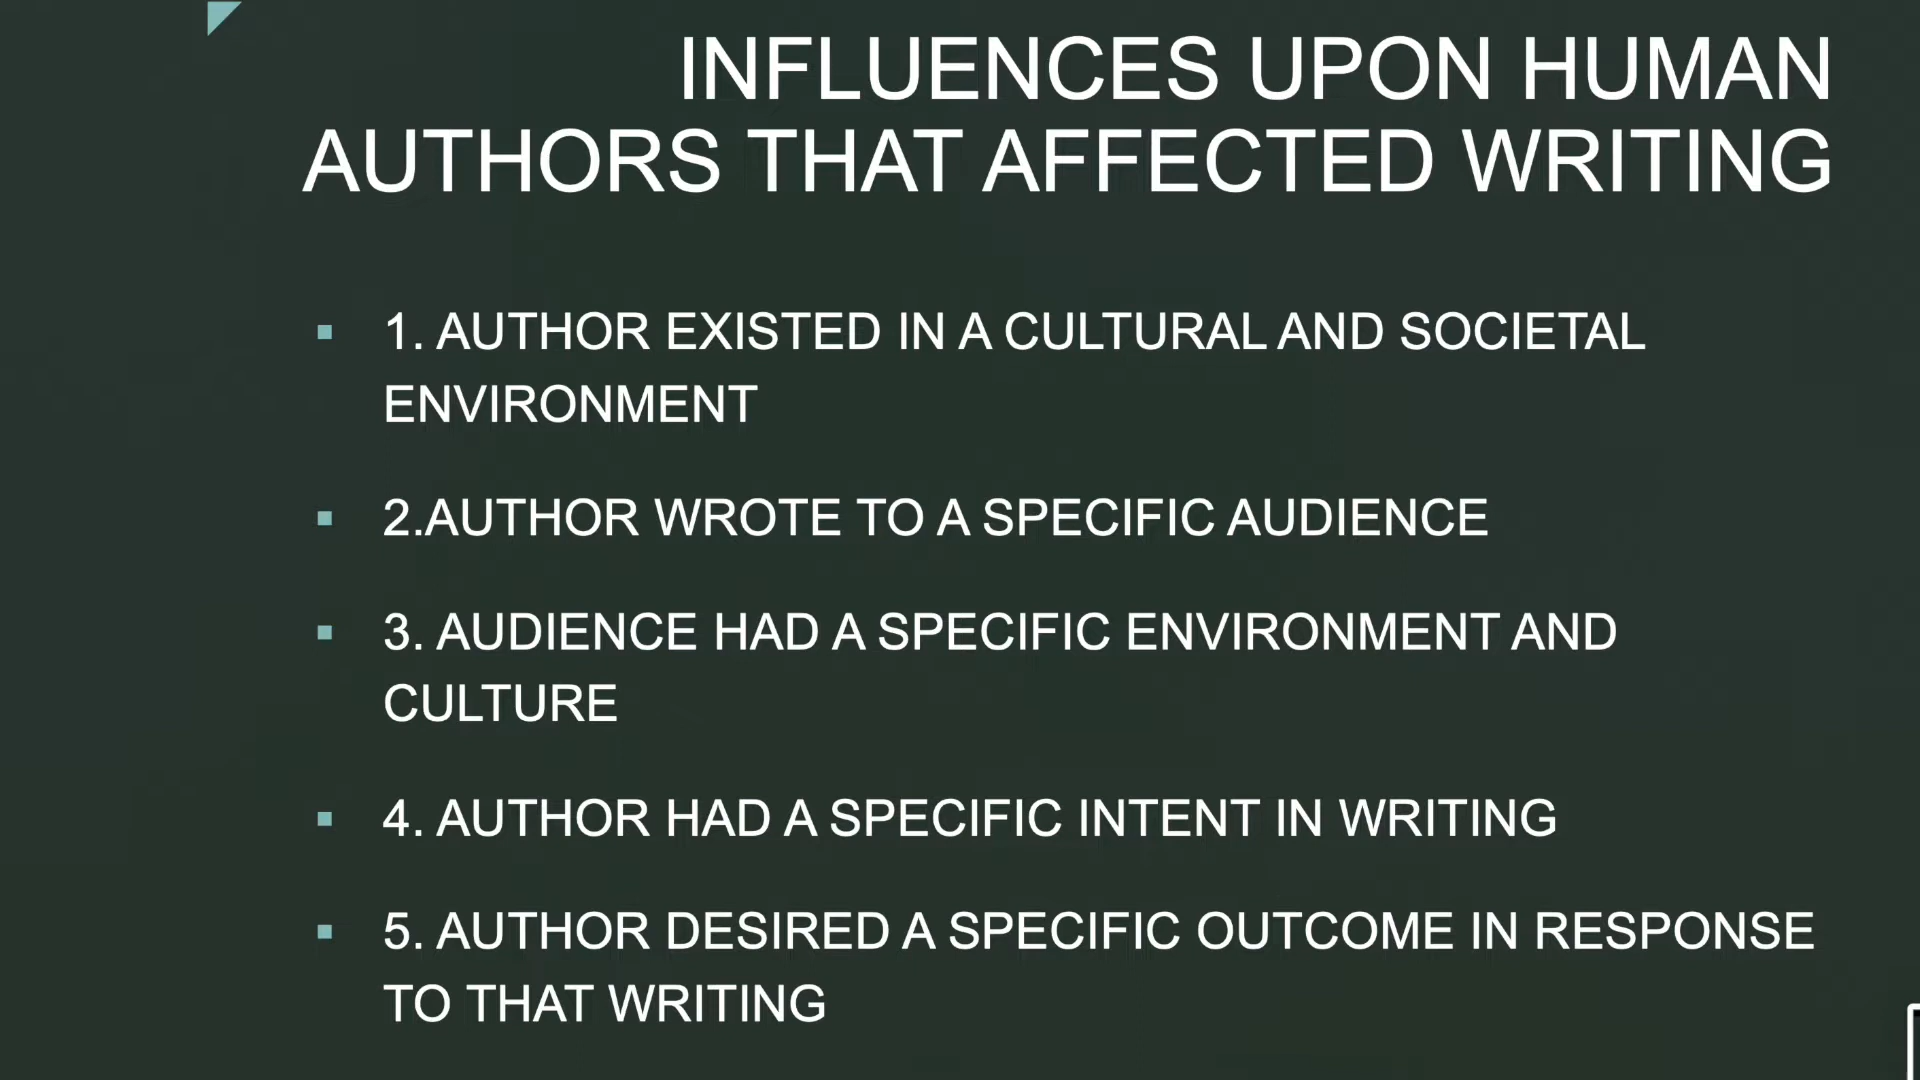 INFLUENCES UPON HUMAN
AUTHORS THAT AFFECTED WRITING
1. AUTHOR EXISTED IN A CULTURAL AND SOCIETAL
ENVIRONMENT
2.AUTHOR WROTE TO A SPECIFIC AUDIENCE
3. AUDIENCE HAD A SPECIFIC ENVIRONMENT AND
CULTURE
4. AUTHOR HAD A SPECIFIC INTENT IN WRITING
5. AUTHOR DESIRED A SPECIFIC OUTCOME IN RESPONSE
TO THAT WRITING